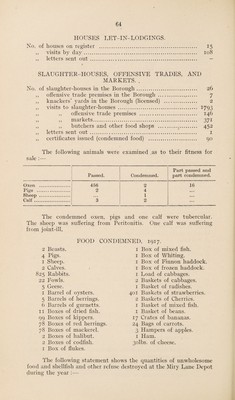 64
HOUSES LET-IN-LODGINGS.
No. of houses on register ... 15
„ visits by day ... 108
„ letters sent out ... –
SLAUGHTER-HOUSES, OFFENSIVE TRADES, AND
MARKETS.
No. of slaughter-houses in the Borough ... 26
„ offensive trade premises in the Borough ... 7
„ knackers' yards in the Borough (licensed) ... 2
„ visits to slaughter-houses ... 1793
„ „ offensive trade premises ... 146
„ „ markets ... 371
„ „ butchers and other food shops ... 452
„ letters sent out ... 1
„ certificates issued (condemned food) ... 90
The following animals were examined as to their fitness for
sale :—
Passed. Condemned. Part passed and part condemned.
Oxen ... 416 2 16
Pigs ... 2 4 ...
Sheep ... ... 1 ...
Calf ... 3 2 ...
The condemned oxen, pigs and one calf were tubercular.
The sheep was suffering from Peritonitis. One calf was suffering
from joint-ill.
FOOD CONDEMNED, 1917.
2 Beasts.
4 Pigs.
1 Sheep.
2 Calves.
825 Rabbits.
22 Fowls.
3 Geese.
1 Barrel of oysters.
5 Barrels of herrings.
6 Barrels of gurnetts.
11 Boxes of dried fish.
99 Boxes of kippers.
78 Boxes of red herrings.
78 Boxes of mackerel.
2 Boxes of halibut.
2 Boxes of codfish.
1 Box of flukes.
1 Box of mixed fish.
1 Box of Whiting.
1 Box of Finnon haddock.
1 Box of frozen haddock.
1 Load of cabbages.
2 Baskets of cabbages.
1 Basket of radishes.
401 Baskets of strawberries.
2 Baskets of Cherries.
1 Basket of mixed fish.
1 Basket of beans.
17 Crates of bananas.
24 Bags of carrots.
3 Hampers of apples.
1 Ham.
30lbs. of cheese.
The following statement shows the quantities of unwholesome
food and shellfish and other refuse destroyed at the Miry Lane Depot
during the year :—